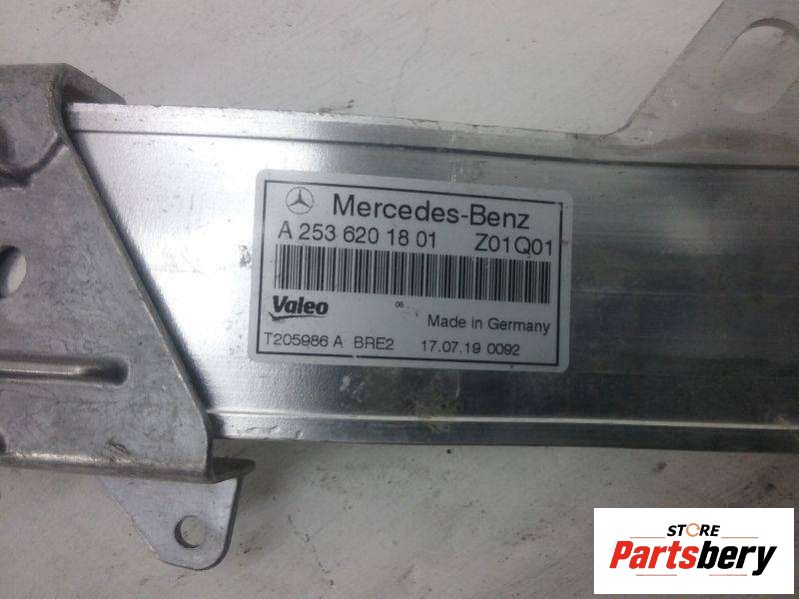 Mercedes-Benz
A 253 620 18 01 Z01Q01
Valeo
06
Made in Germany
T205986 A BRE2 17.07.19 0092
STORE
Partsbery